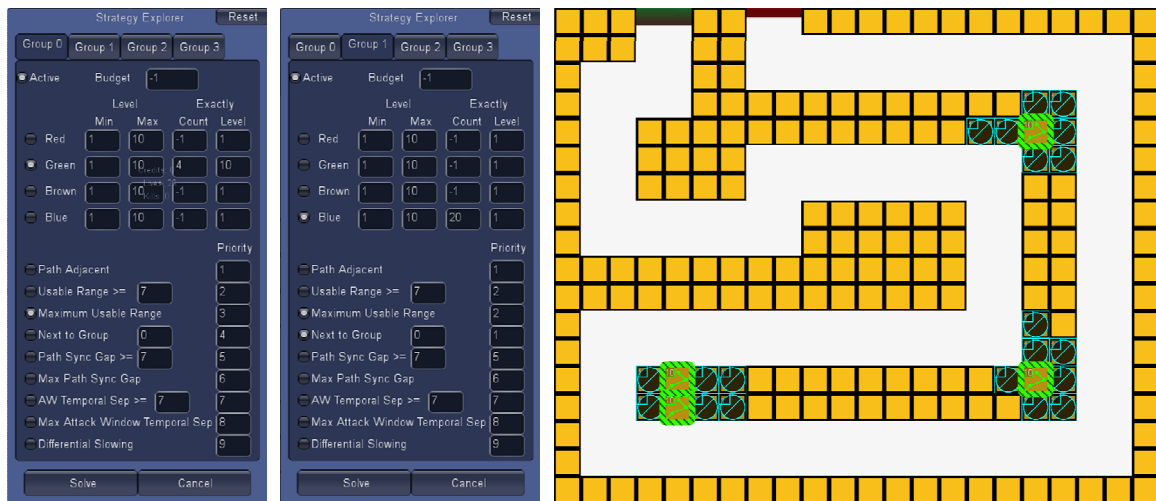 Strategy Explorer Reset
Group 0 Group 1 Group 2 Group 3
Active Budget -1
Level Exactly
Min Max Count Level
Red 1 10 -1 1
Green 1 10 4 10
Brown 1 10 -1 1
Blue 1 10 -1 1
Priority
Path Adjacent 1
Usable Range >= 7 2
Maximum Usable Range 3
Next to Group 0 4
Path Sync Gap >= 7 5
Max Path Sync Gap 6
AW Temporal Sep >= 7 7
Max Attack Window Temporal Sep 8
Differential Slowing 9
Solve Cancel
Strategy Explorer Reset
Group 0 Group 1 Group 2 Group 3
Active Budget -1
Level Exactly
Min Max Count Level
Red 1 10 -1 1
Green 1 10 -1 1
Brown 1 10 -1 1
Blue 1 10 20 1
Priority
Path Adjacent 1
Usable Range >= 7 2
Maximum Usable Range 2
Next to Group 0 1
Path Sync Gap >= 7 5
Max Path Sync Gap 6
AW Temporal Sep >= 7 7
Max Attack Window Temporal Sep 8
Differential Slowing 9
Solve Cancel